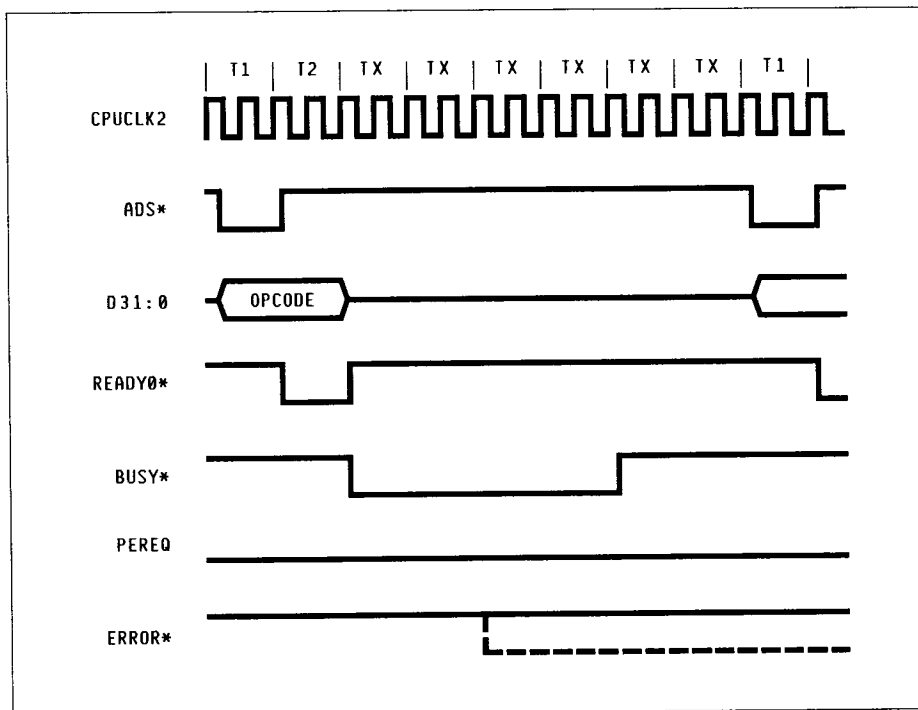 T1 T2 TX TX TX TX TX TX T1
CPUCLK2
ADS*
D31:0 OPCODE
READY0*
BUSY*
PEREQ
ERROR*